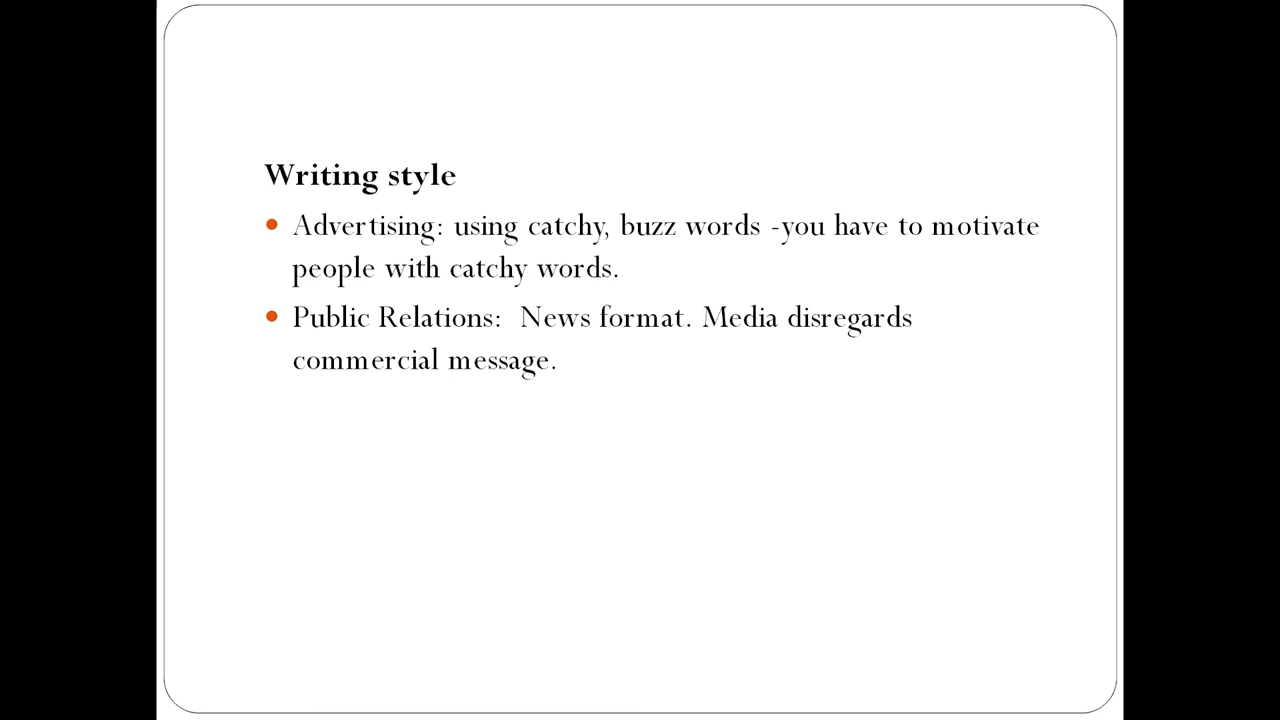 Writing style
• Advertising: using catchy, buzz words -you have to motivate
people with catchy words.
• Public Relations:  News format. Media disregards
commercial message.